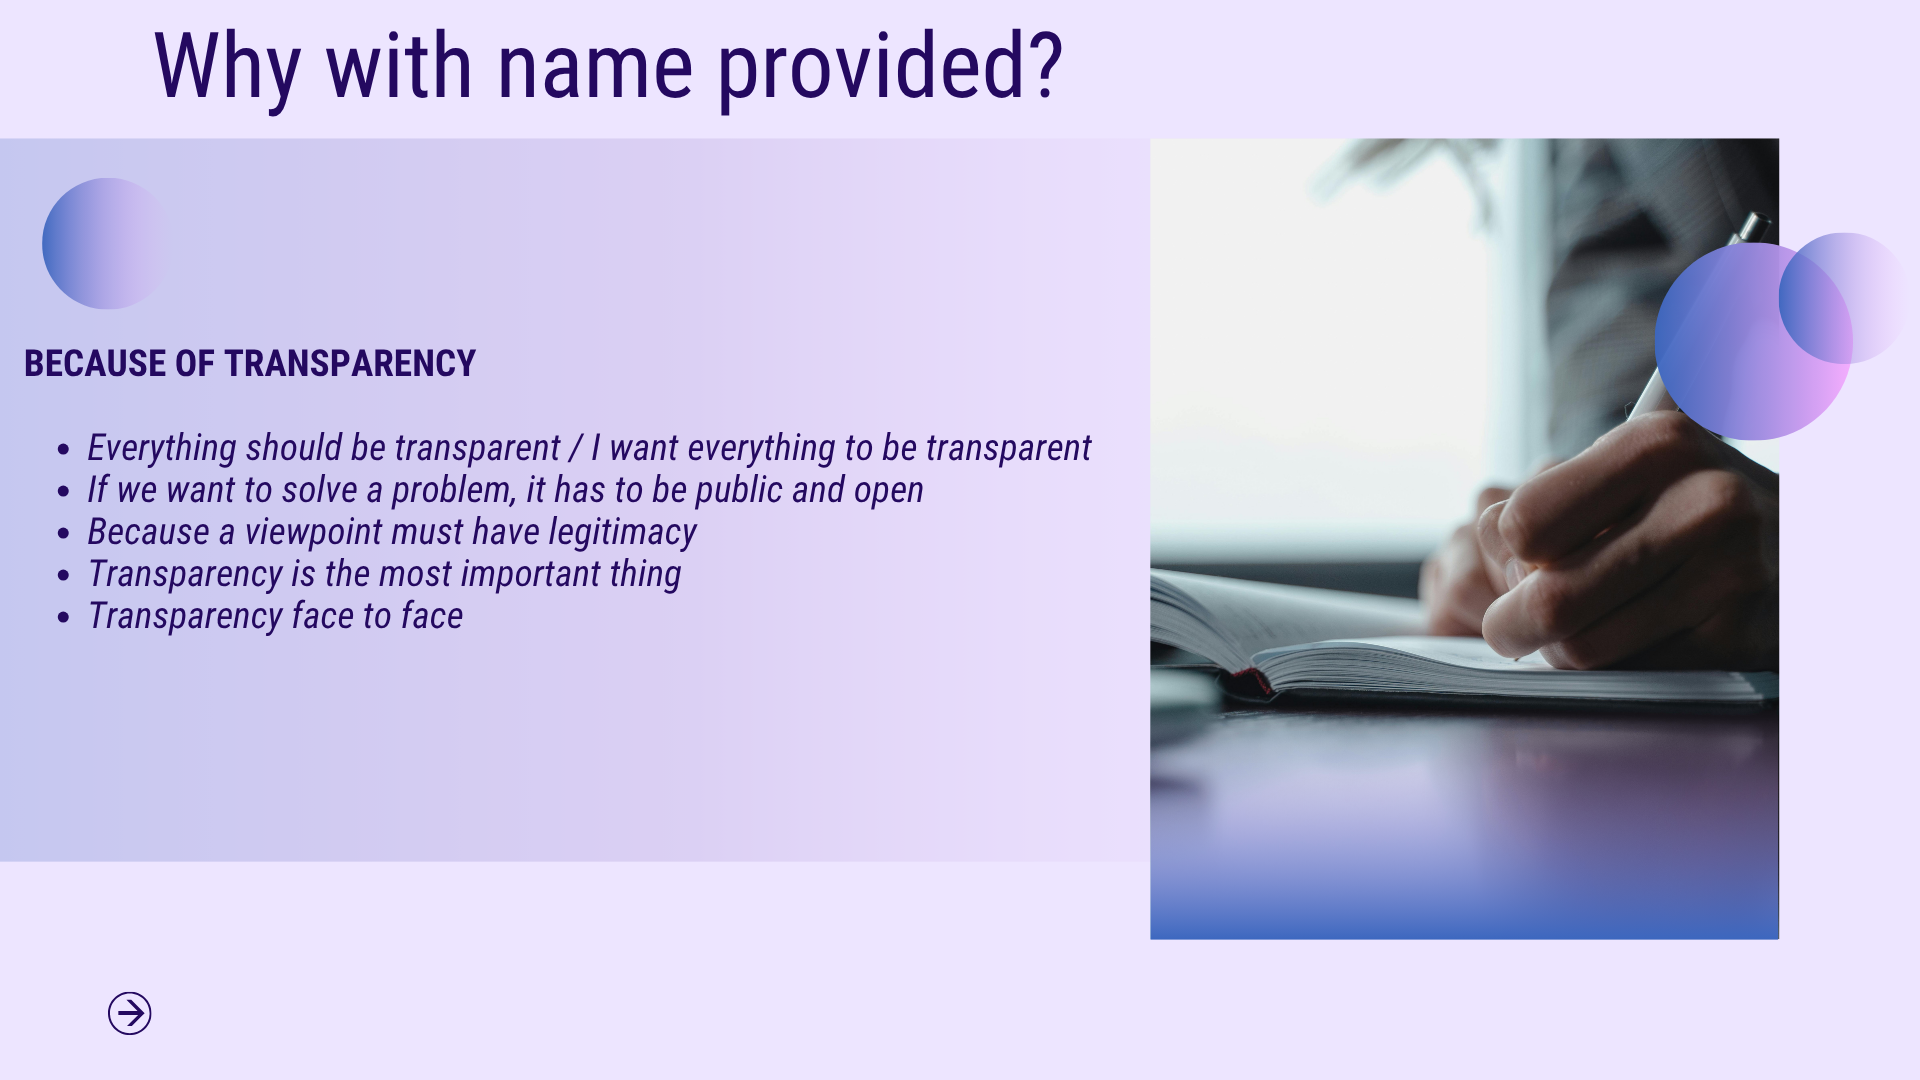 Why with name provided?
BECAUSE OF TRANSPARENCY
• Everything should be transparent / I want everything to be transparent
• If we want to solve a problem, it has to be public and open
• Because a viewpoint must have legitimacy
• Transparency is the most important thing
• Transparency face to face